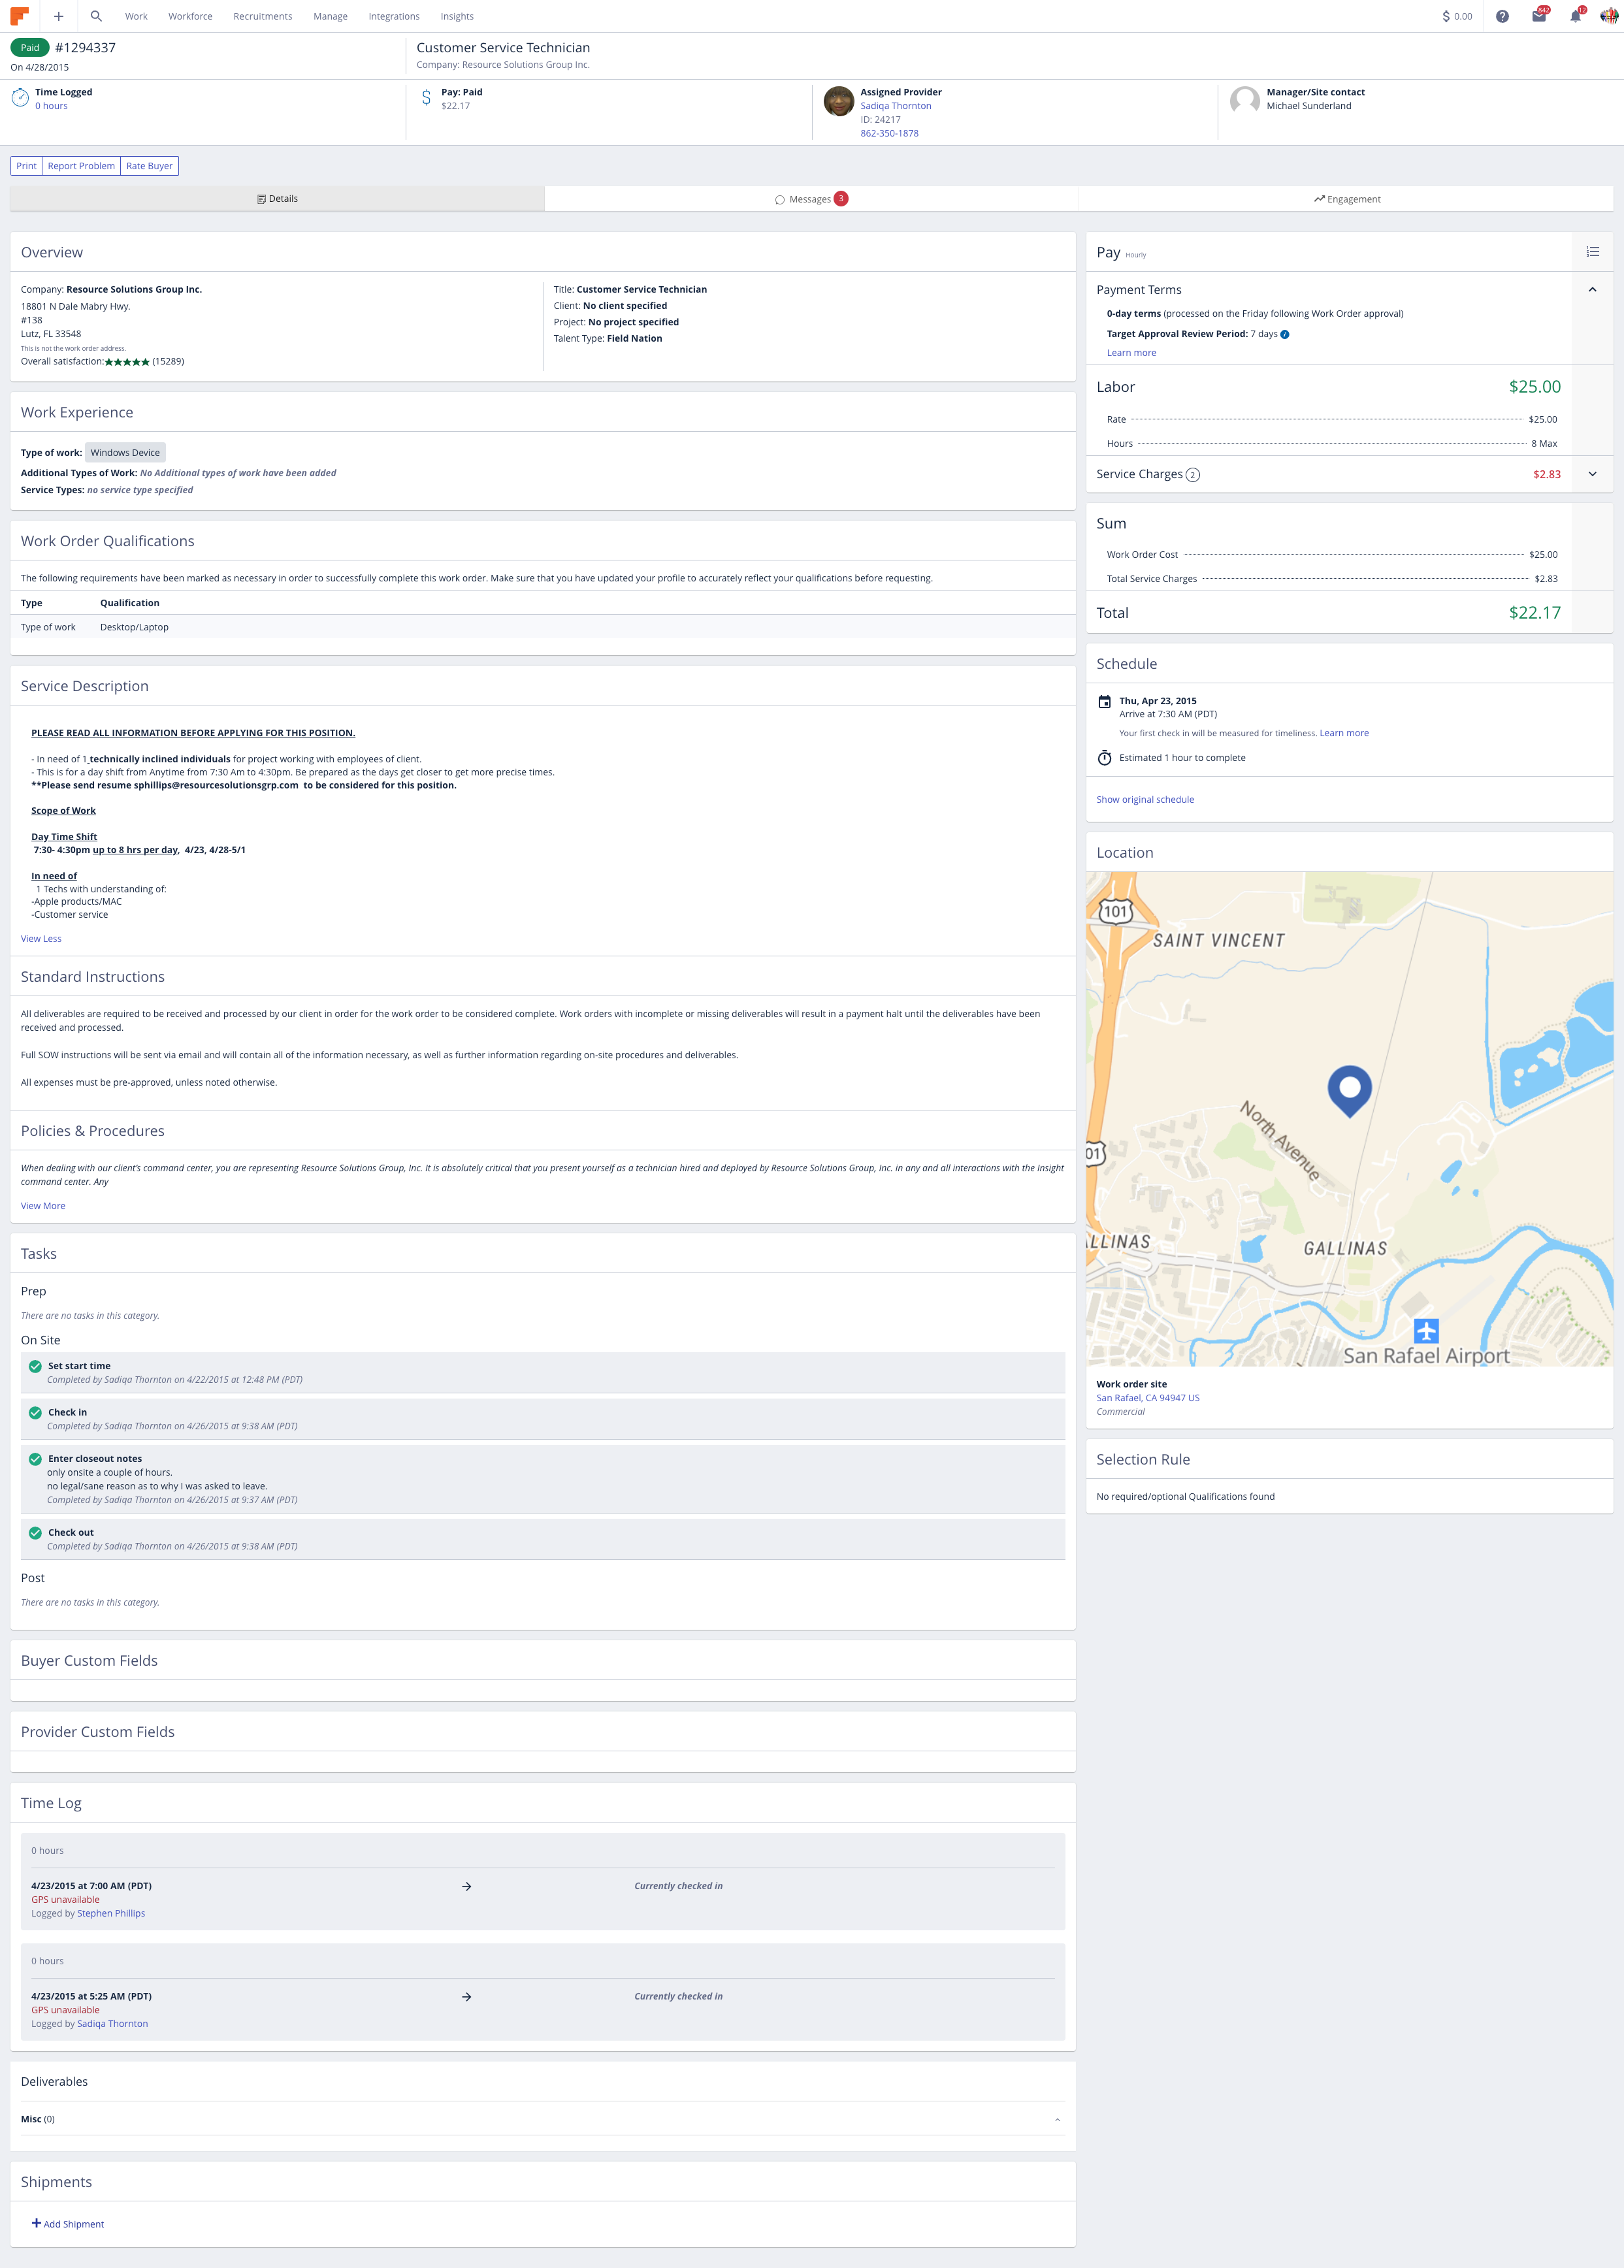 Work
Workforce
Recruitments
Manage
Integrations
Insights
$ 0.00
842
12
Paid #1294337
On 4/28/2015
Customer Service Technician
Company: Resource Solutions Group Inc.
Time Logged
0 hours
Pay: Paid
$22.17
Assigned Provider
Sadiqa Thornton
ID: 24217
862-350-1878
Manager/Site contact
Michael Sunderland
Print
Report Problem
Rate Buyer
Details
Messages 3
Engagement
Overview
Company: Resource Solutions Group Inc.
18801 N Dale Mabry Hwy.
#138
Lutz, FL 33548
This is not the work order address.
Overall satisfaction:★★★★★ (15289)
Title: Customer Service Technician
Client: No client specified
Project: No project specified
Talent Type: Field Nation
Work Experience
Type of work: Windows Device
Additional Types of Work: No Additional types of work have been added
Service Types: no service type specified
Work Order Qualifications
The following requirements have been marked as necessary in order to successfully complete this work order. Make sure that you have updated your profile to accurately reflect your qualifications before requesting.
Type Qualification
Type of work Desktop/Laptop
Service Description
PLEASE READ ALL INFORMATION BEFORE APPLYING FOR THIS POSITION.
- In need of 1 technically inclined individuals for project working with employees of client.
- This is for a day shift from Anytime from 7:30 Am to 4:30pm. Be prepared as the days get closer to get more precise times.
**Please send resume sphillips@resourcesolutionsgrp.com to be considered for this position.
Scope of Work
Day Time Shift
7:30- 4:30pm up to 8 hrs per day, 4/23, 4/28-5/1
In need of
1 Techs with understanding of:
-Apple products/MAC
-Customer service
View Less
Standard Instructions
All deliverables are required to be received and processed by our client in order for the work order to be considered complete. Work orders with incomplete or missing deliverables will result in a payment halt until the deliverables have been
received and processed.
Full SOW instructions will be sent via email and will contain all of the information necessary, as well as further information regarding on-site procedures and deliverables.
All expenses must be pre-approved, unless noted otherwise.
Policies & Procedures
When dealing with our client's command center, you are representing Resource Solutions Group, Inc. It is absolutely critical that you present yourself as a technician hired and deployed by Resource Solutions Group, Inc. in any and all interactions with the Insight
command center. Any
View More
Tasks
Prep
There are no tasks in this category.
On Site
Set start time
Completed by Sadiqa Thornton on 4/22/2015 at 12:48 PM (PDT)
Check in
Completed by Sadiqa Thornton on 4/26/2015 at 9:38 AM (PDT)
Enter closeout notes
only onsite a couple of hours.
no legal/sane reason as to why I was asked to leave.
Completed by Sadiqa Thornton on 4/26/2015 at 9:37 AM (PDT)
Check out
Completed by Sadiqa Thornton on 4/26/2015 at 9:38 AM (PDT)
Post
There are no tasks in this category.
Buyer Custom Fields
Provider Custom Fields
Time Log
0 hours
4/23/2015 at 7:00 AM (PDT)
Currently checked in
GPS unavailable
Logged by Stephen Phillips
0 hours
4/23/2015 at 5:25 AM (PDT)
Currently checked in
GPS unavailable
Logged by Sadiqa Thornton
Deliverables
Misc (0)
Shipments
Add Shipment
Pay Hourly
Payment Terms
0-day terms (processed on the Friday following Work Order approval)
Target Approval Review Period: 7 days
Learn more
Labor $25.00
Rate $25.00
Hours 8 Max
Service Charges 2 $2.83
Sum
Work Order Cost $25.00
Total Service Charges $2.83
Total $22.17
Schedule
Thu, Apr 23, 2015
Arrive at 7:30 AM (PDT)
Your first check in will be measured for timeliness. Learn more
Estimated 1 hour to complete
Show original schedule
Location
101
SAINT VINCENT
North Avenue
01
LLINAS
GALLINAS
San Rafael Airport
Work order site
San Rafael, CA 94947 US
Commercial
Selection Rule
No required/optional Qualifications found